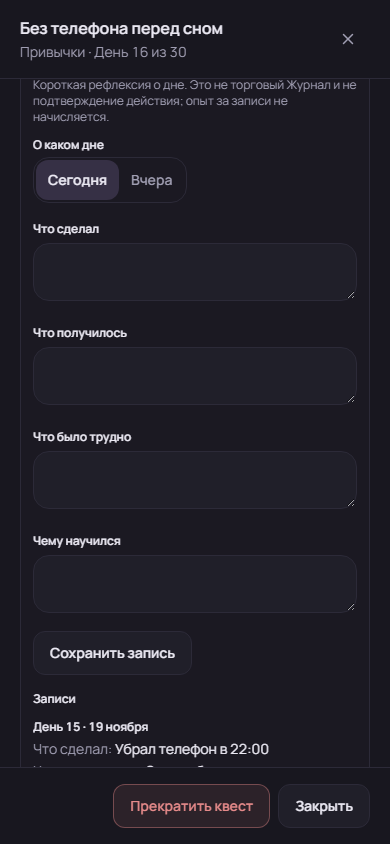 Без телефона перед сном
Привычки · День 16 из 30
Короткая рефлексия о дне. Это не торговый Журнал и не
подтверждение действия; опыт за записи не
начисляется.
О каком дне
Сегодня Вчера
Что сделал
Что получилось
Что было трудно
Чему научился
Сохранить запись
Записи
День 15 · 19 ноября
Что сделал: Убрал телефон в 22:00
Прекратить квест Закрыть